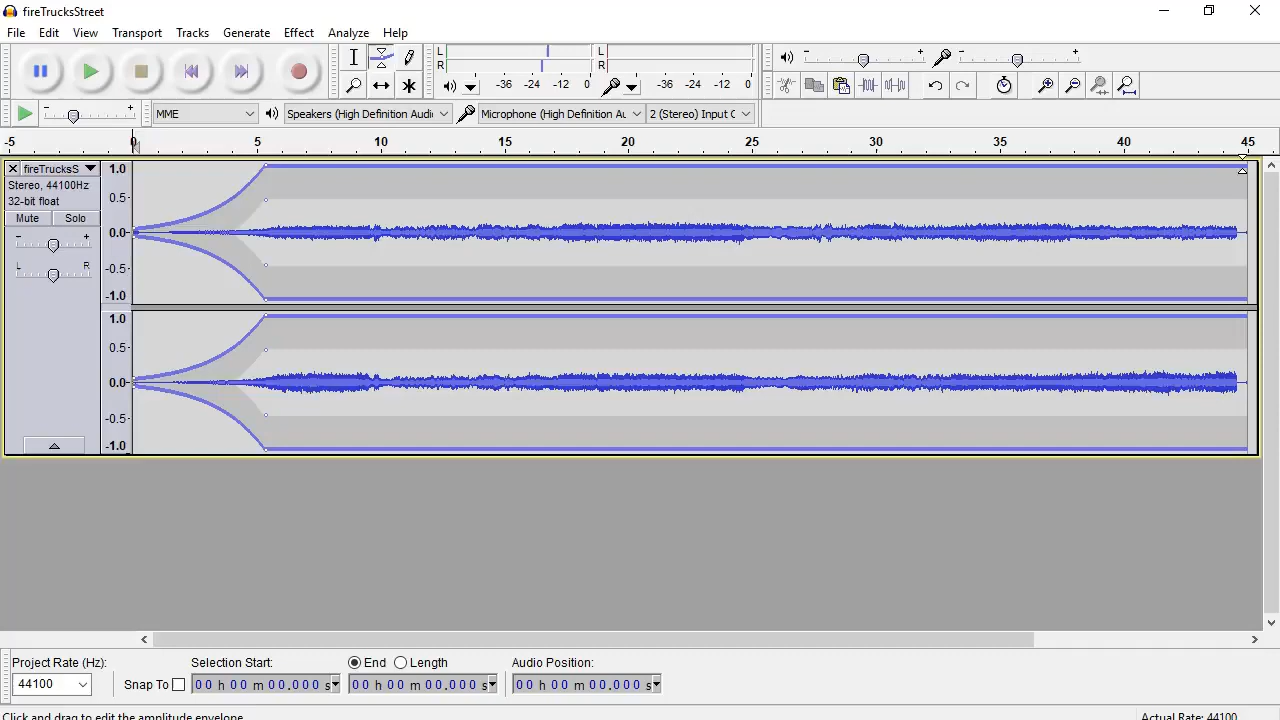 fireTrucksStreet
File Edit View Transport Tracks Generate Effect Analyze Help
L L
R R
-36 -24 -12 0 -36 -24 -12 0
- + - +
- + MME Speakers (High Definition Audi Microphone (High Definition Au 2 (Stereo) Input C
-5 0 5 10 15 20 25 30 35 40 45
fireTrucksS 1.0
Stereo, 44100Hz
32-bit float 0.5
Mute Solo
- + 0.0
L R -0.5
-1.0
1.0
0.5
0.0
-0.5
-1.0
Project Rate (Hz): Selection Start: End Length Audio Position:
44100 Snap To 00 h 00 m 00.000 s 00 h 00 m 00.000 s 00 h 00 m 00.000 s
Click and drag to edit the amplitude envelope Actual Rate: 44100